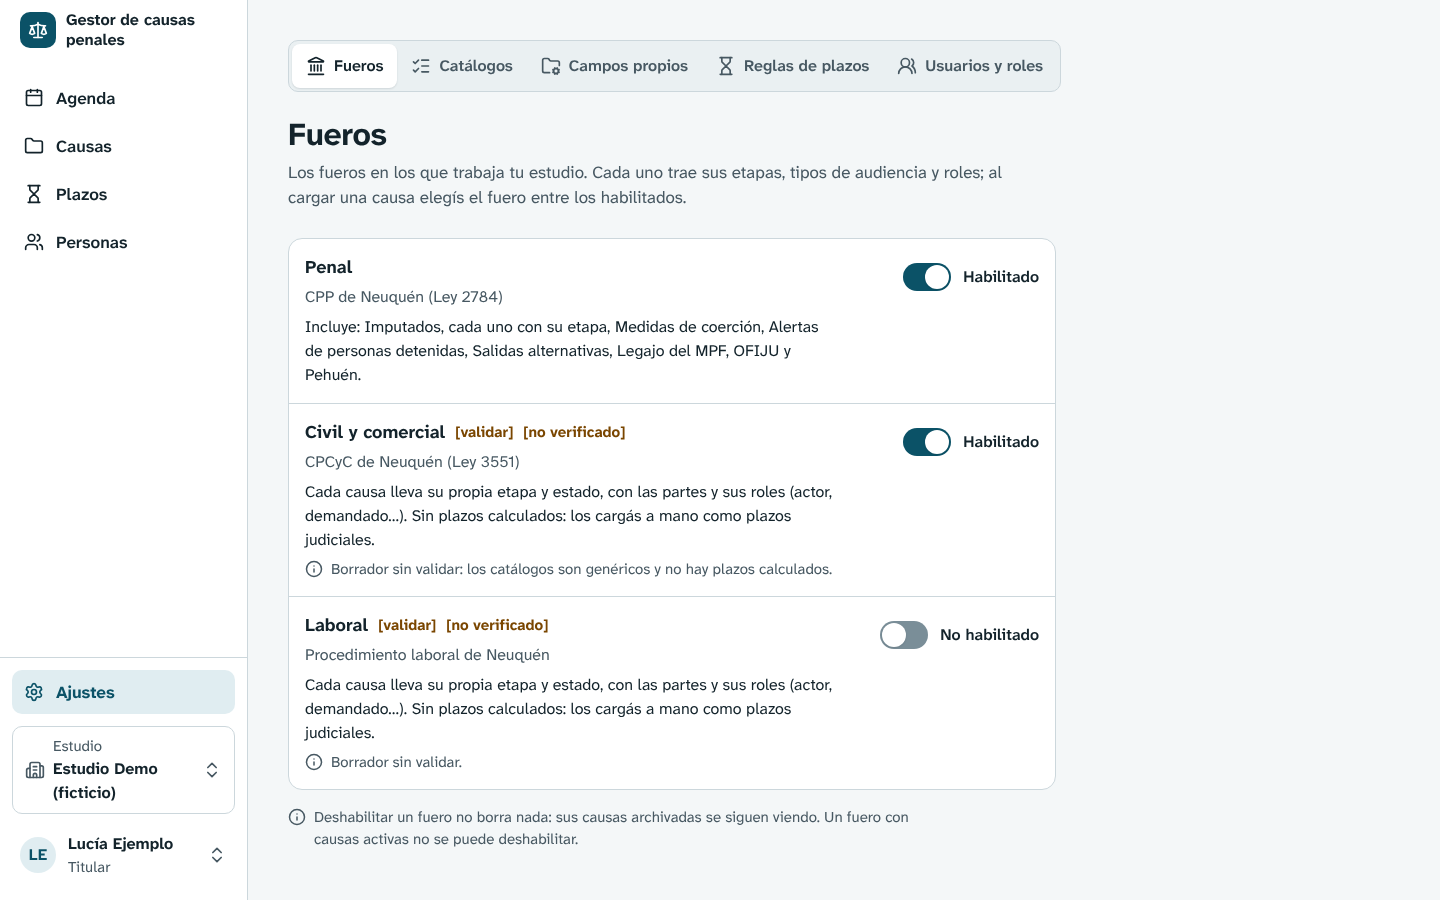 Gestor de causas
penales
Agenda
Causas
Plazos
Personas
Ajustes
Estudio
Estudio Demo
(ficticio)
LE
Lucía Ejemplo
Titular
Fueros
Catálogos
Campos propios
Reglas de plazos
Usuarios y roles
Fueros
Los fueros en los que trabaja tu estudio. Cada uno trae sus etapas, tipos de audiencia y roles; al
cargar una causa elegís el fuero entre los habilitados.
Penal
Habilitado
CPP de Neuquén (Ley 2784)
Incluye: Imputados, cada uno con su etapa, Medidas de coerción, Alertas
de personas detenidas, Salidas alternativas, Legajo del MPF, OFIJU y
Pehuén.
Civil y comercial [validar] [no verificado]
Habilitado
CPCyC de Neuquén (Ley 3551)
Cada causa lleva su propia etapa y estado, con las partes y sus roles (actor,
demandado…). Sin plazos calculados: los cargás a mano como plazos
judiciales.
Borrador sin validar: los catálogos son genéricos y no hay plazos calculados.
Laboral [validar] [no verificado]
No habilitado
Procedimiento laboral de Neuquén
Cada causa lleva su propia etapa y estado, con las partes y sus roles (actor,
demandado…). Sin plazos calculados: los cargás a mano como plazos
judiciales.
Borrador sin validar.
Deshabilitar un fuero no borra nada: sus causas archivadas se siguen viendo. Un fuero con
causas activas no se puede deshabilitar.